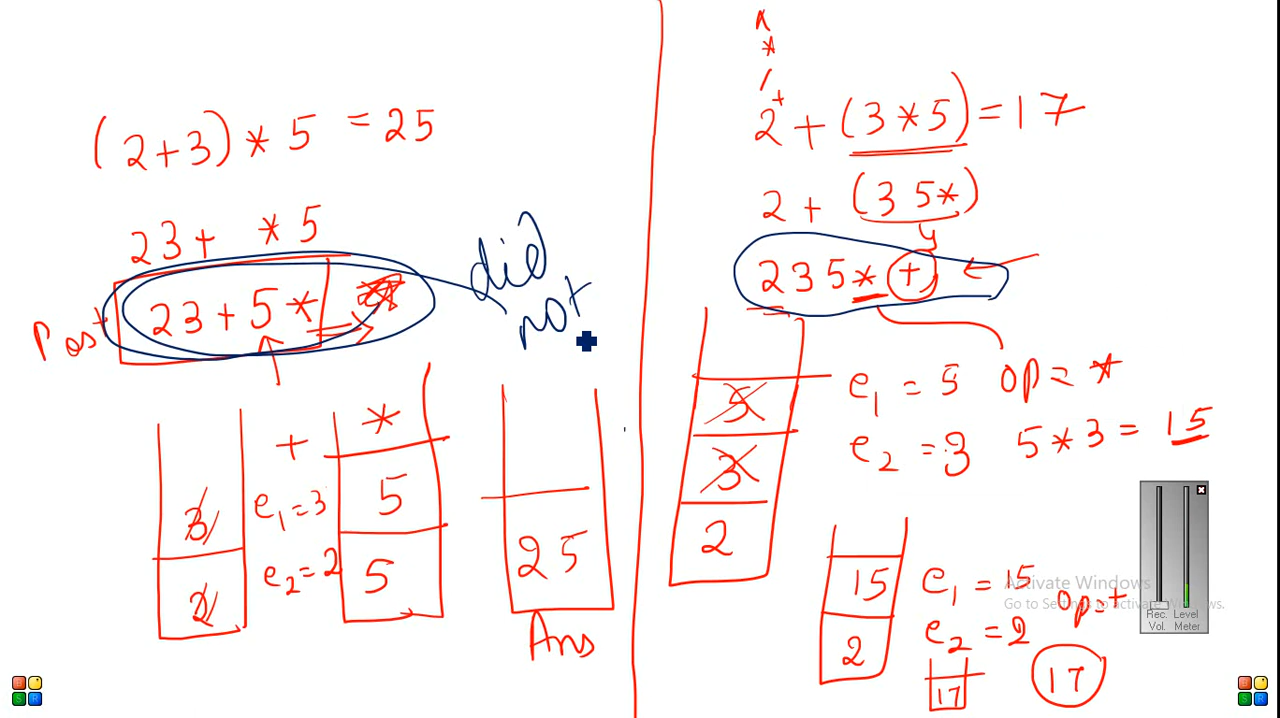 (2+3) * 5 = 25
23+ * 5
Post 23+5*
did
not
3
2
+
e1=3
e2=2
*
5
5
25
Ans
^
*
/
+
2 + (3*5) = 17
2 + (3 5*)
235* +
5
3
2
e1 = 5 op = *
e2 = 3 5*3 = 15
15
2
e1 = 15
e2 = 2
op=+
17
17
Activate Windows
Go to Settings to activate Windows.
Rec. Level
Vol. Meter
S R
S R